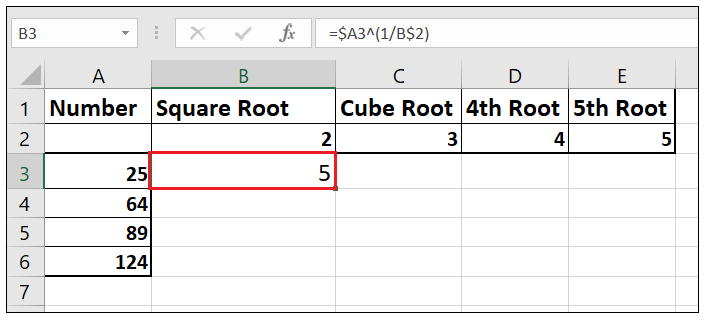 B3 fx =$A3^(1/B$2)
A B C D E
1 Number Square Root Cube Root 4th Root 5th Root
2 2 3 4 5
3 25 5
4 64
5 89
6 124
7